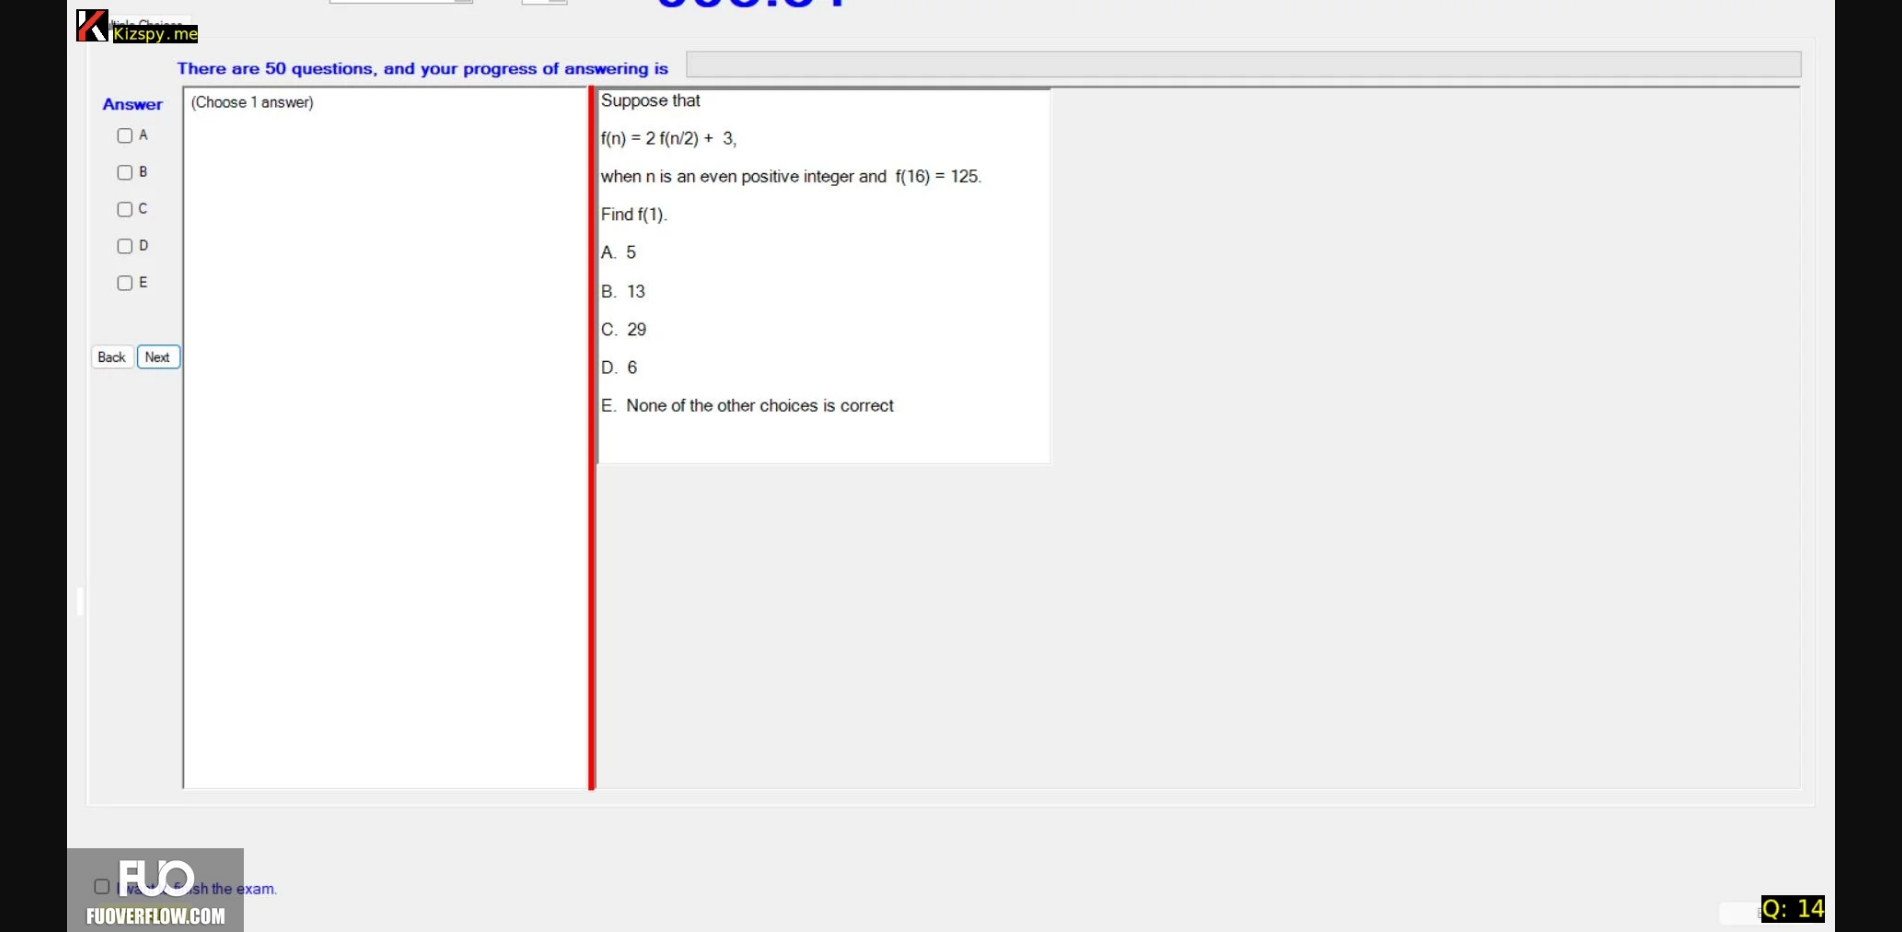 Kizspy.me
There are 50 questions, and your progress of answering is
Answer
(Choose 1 answer)
A
B
C
D
E
Back
Next
Suppose that
f(n) = 2 f(n/2) + 3,
when n is an even positive integer and f(16) = 125.
Find f(1).
A. 5
B. 13
C. 29
D. 6
E. None of the other choices is correct
FUO
the exam.
FUOVERFLOW.COM
Q: 14